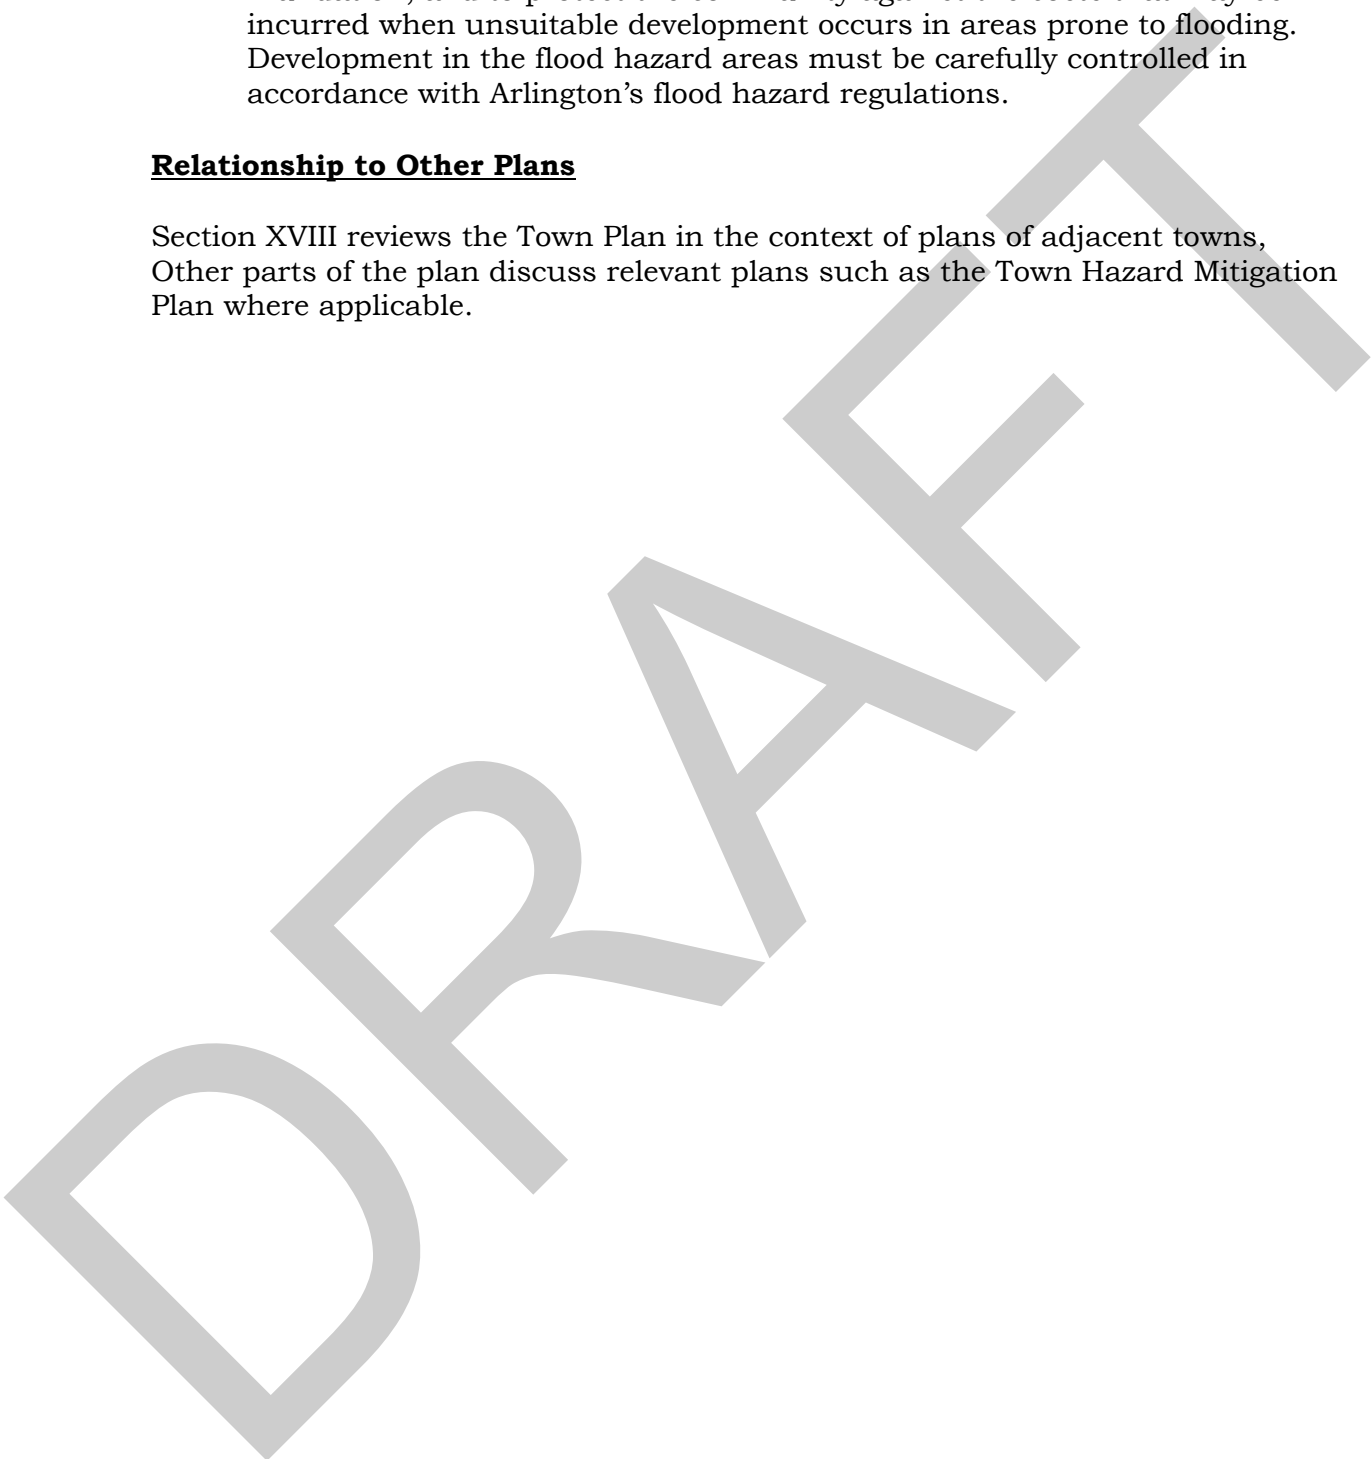 incurred when unsuitable development occurs in areas prone to flooding.
Development in the flood hazard areas must be carefully controlled in
accordance with Arlington’s flood hazard regulations.
Relationship to Other Plans
Section XVIII reviews the Town Plan in the context of plans of adjacent towns,
Other parts of the plan discuss relevant plans such as the Town Hazard Mitigation
Plan where applicable.
DRAFT